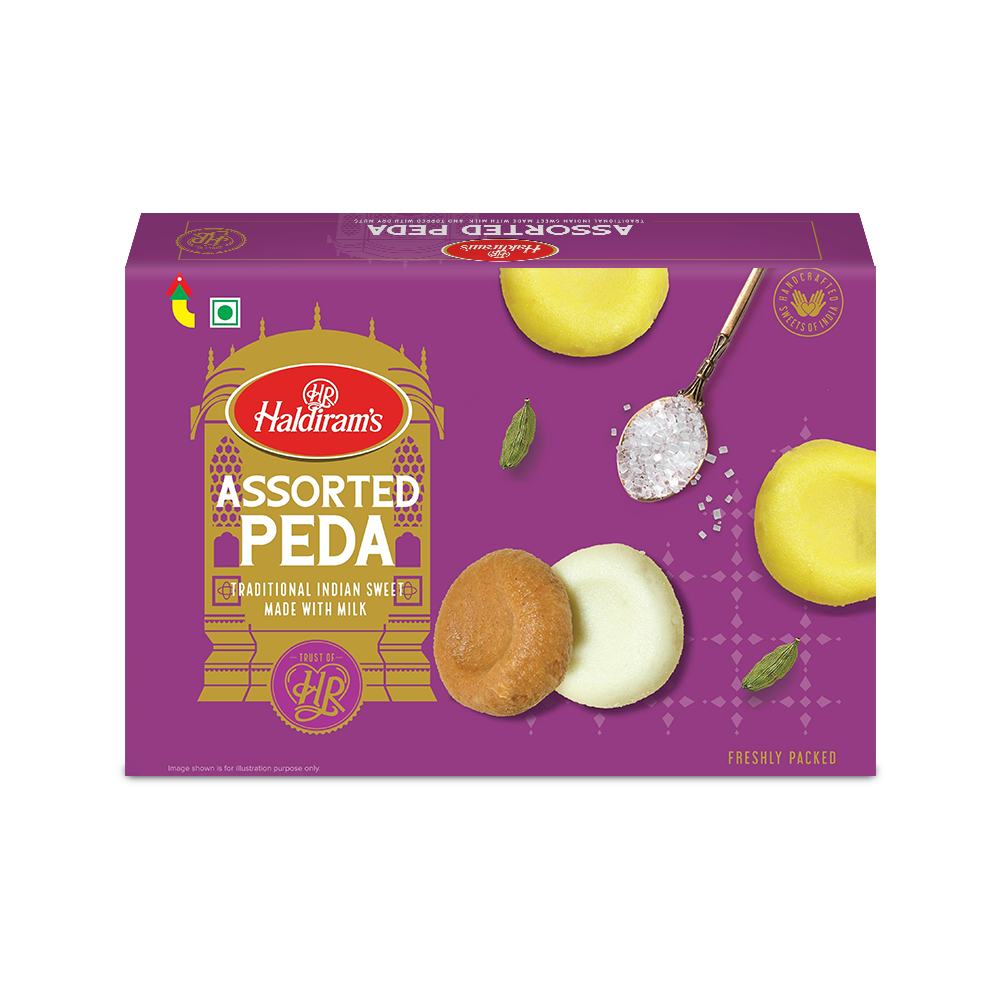 TRADITIONAL INDIAN SWEET MADE WITH MILK AND TOPPED WITH DRY NUTS
ASSORTED PEDA
HR
Haldiram's
HR
HANDCRAFTED
SWEETS OF INDIA
HR
Haldiram's
ASSORTED
PEDA
TRADITIONAL INDIAN SWEET
MADE WITH MILK
TRUST OF
HR
FRESHLY PACKED
Image shown is for illustration purpose only